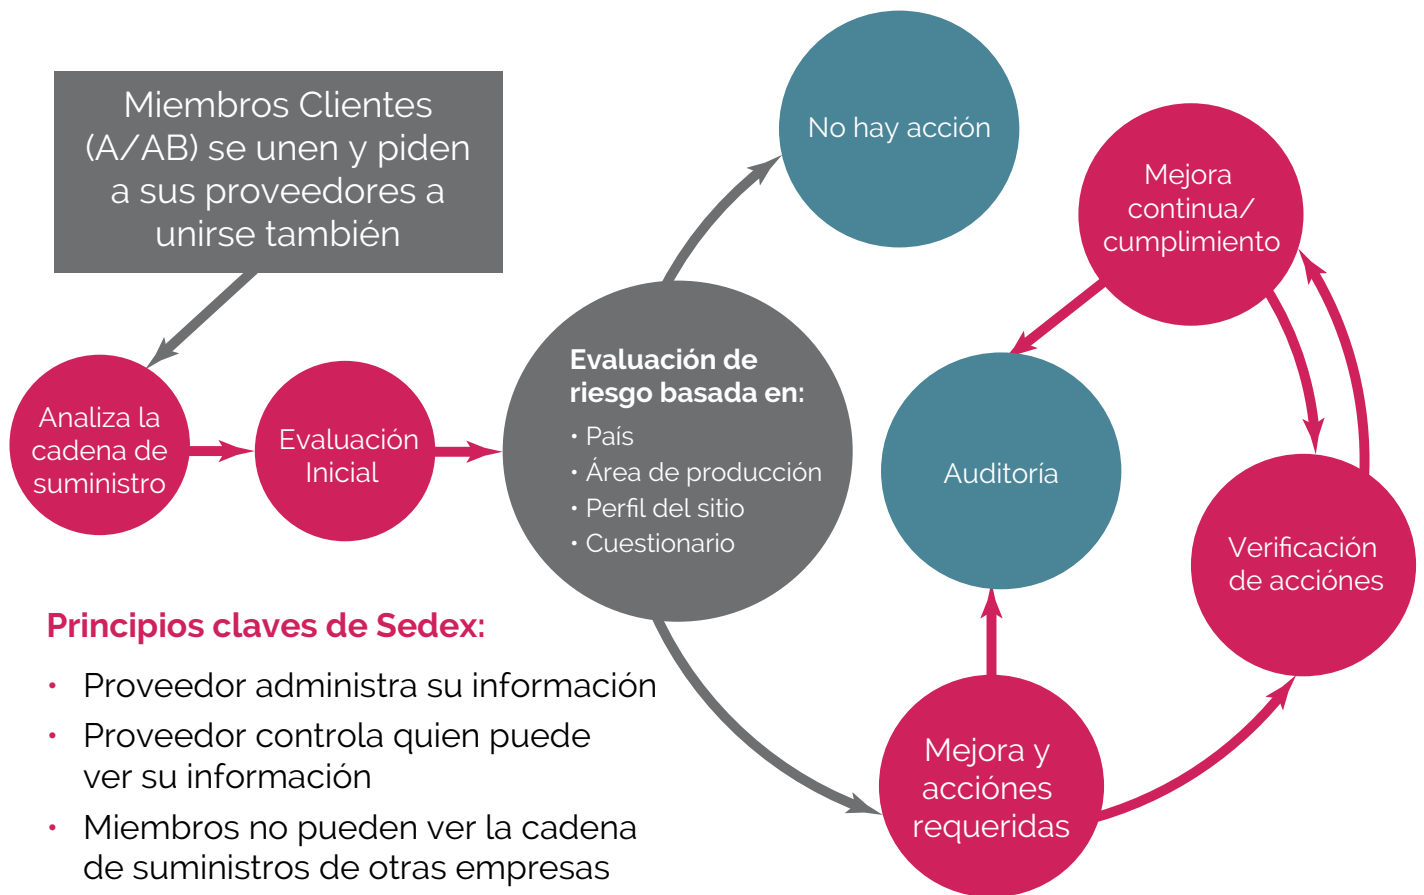 Miembros Clientes
(A/AB) se unen y piden
a sus proveedores a
unirse también
No hay acción
Mejora
continua/
cumplimiento
Analiza la
cadena de
suministro
Evaluación
Inicial
Evaluación de
riesgo basada en:
• País
• Área de producción
• Perfil del sitio
• Cuestionario
Auditoría
Verificación
de acciónes
Mejora y
acciónes
requeridas
Principios claves de Sedex:
• Proveedor administra su información
• Proveedor controla quien puede
ver su información
• Miembros no pueden ver la cadena
de suministros de otras empresas